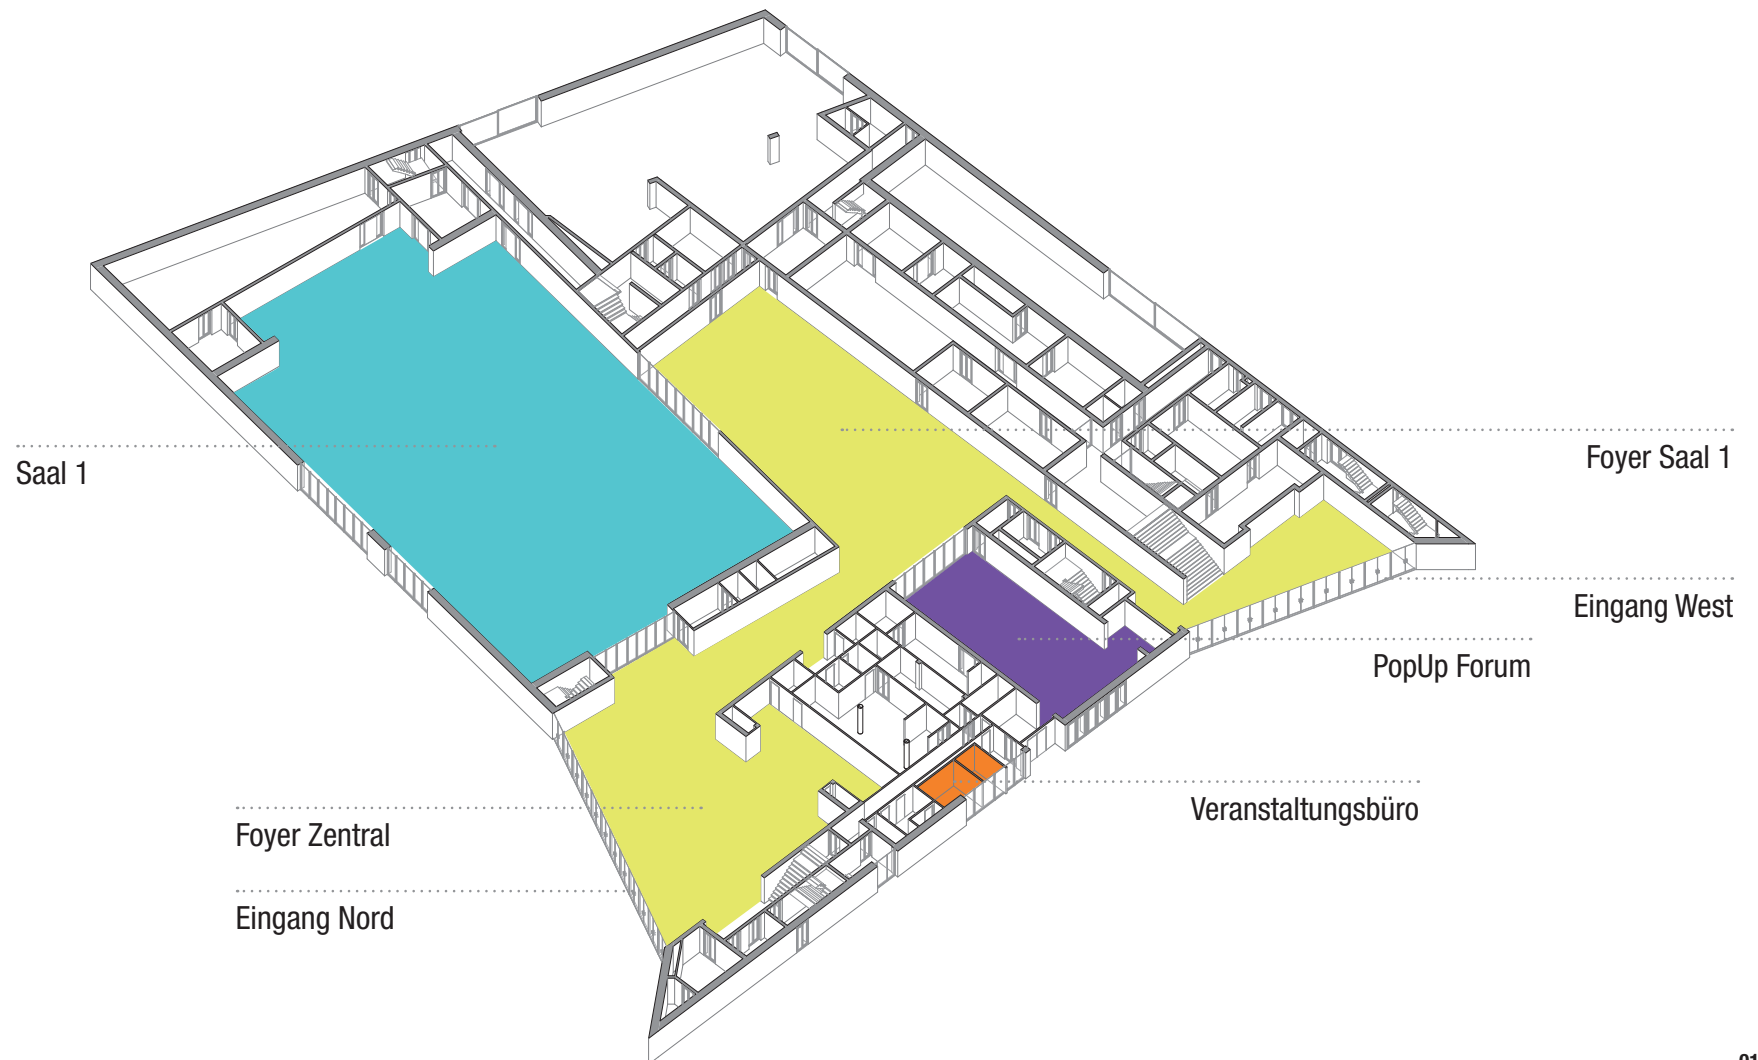 Saal 1
Foyer Saal 1
Eingang West
PopUp Forum
Veranstaltungsbüro
Foyer Zentral
Eingang Nord